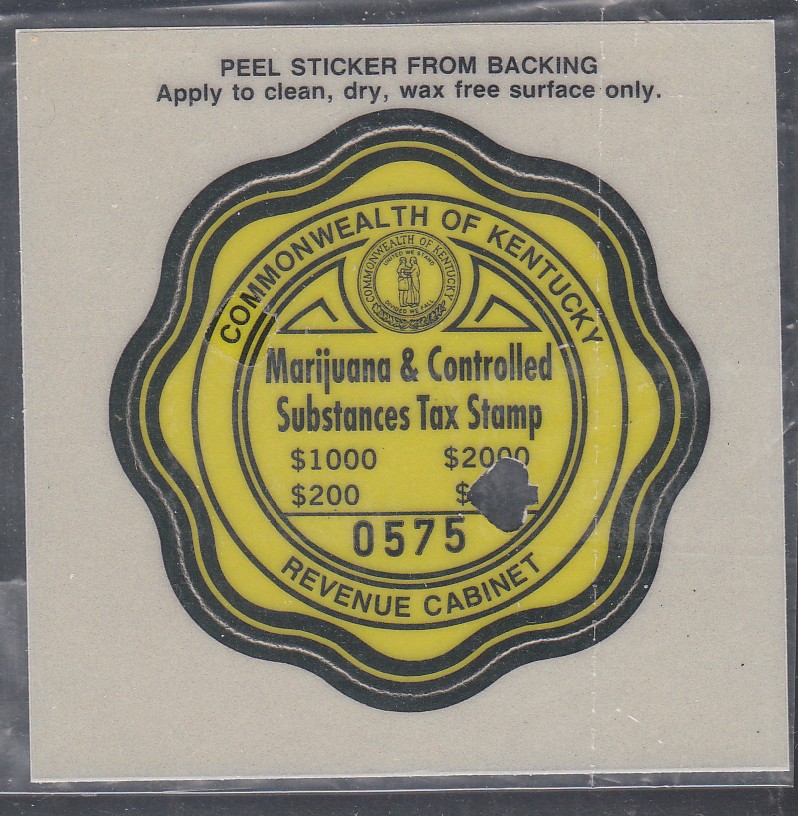 PEEL STICKER FROM BACKING
Apply to clean, dry, wax free surface only.
COMMONWEALTH OF KENTUCKY
COMMONWEALTH OF KENTUCKY
UNITED WE STAND
DIVIDED WE FALL
Marijuana & Controlled
Substances Tax Stamp
$1000 $2000
$200 $
0575
REVENUE CABINET